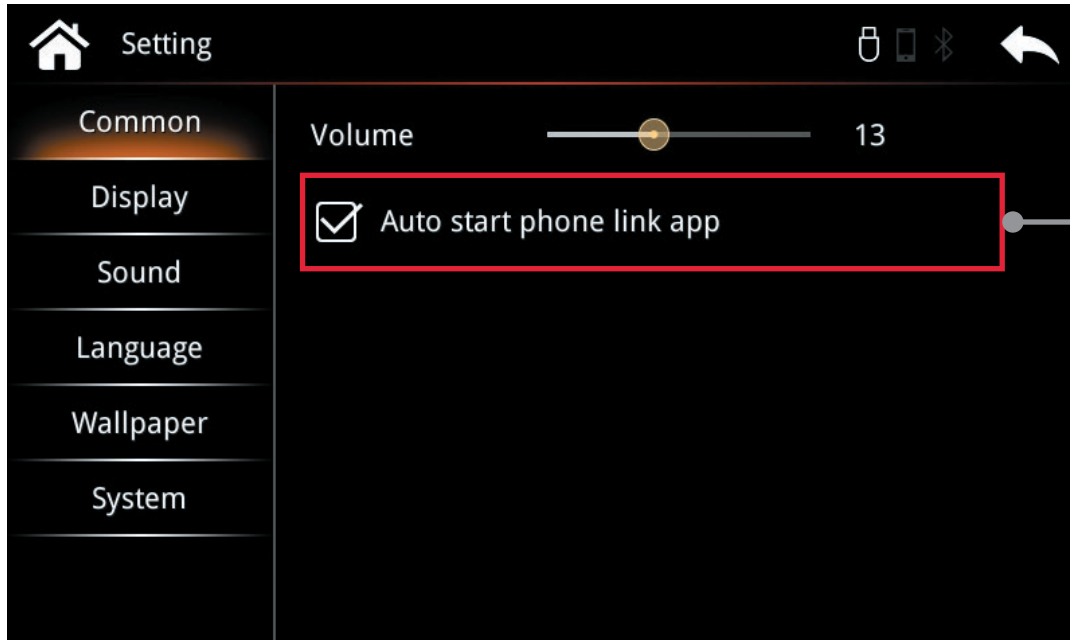 Setting
Common
Volume 13
Auto start phone link app
Display
Sound
Language
Wallpaper
System